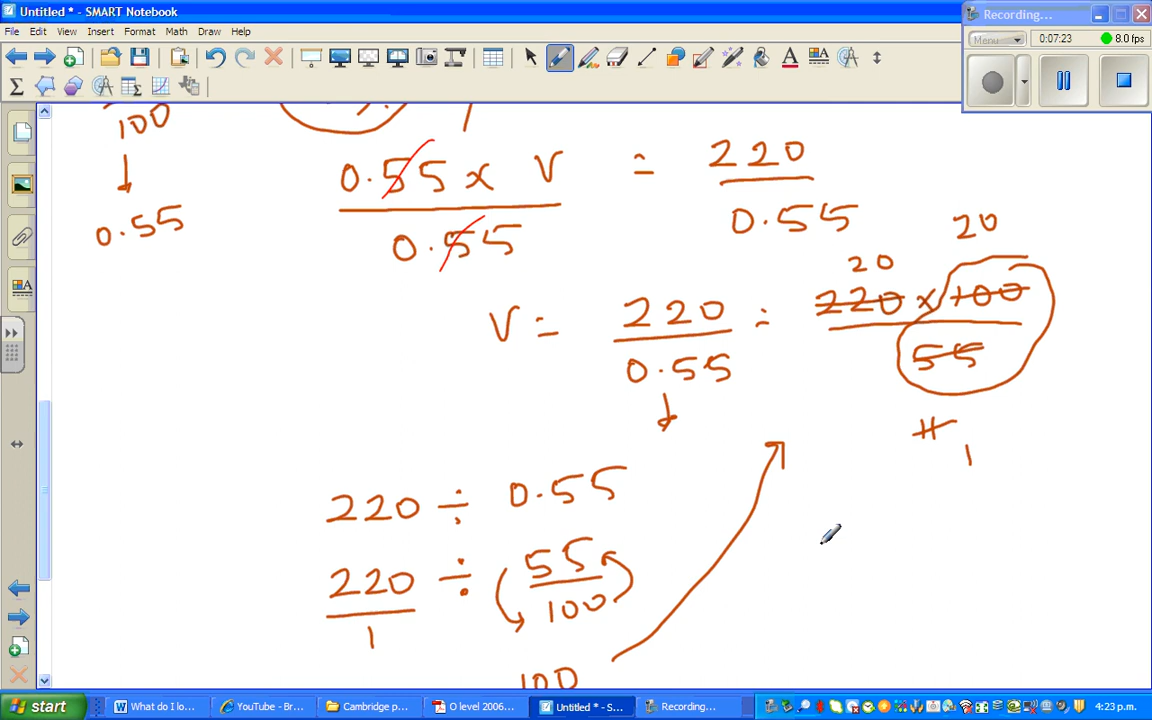 Untitled * - SMART Notebook
Recording...
File Edit View Insert Format Math Draw Help
Menu
0:07:23
8.0 fps
100
0.55
0.55 x V = 220
0.55
0.55
20
20
V = 220 = 220 x 100
0.55
55
11
1
220 ÷ 0.55
220 ÷ 55
1
100
100
start
What do I lo...
YouTube - Br...
Cambridge p...
O level 2006...
Untitled * - S...
Recording...
4:23 p.m.